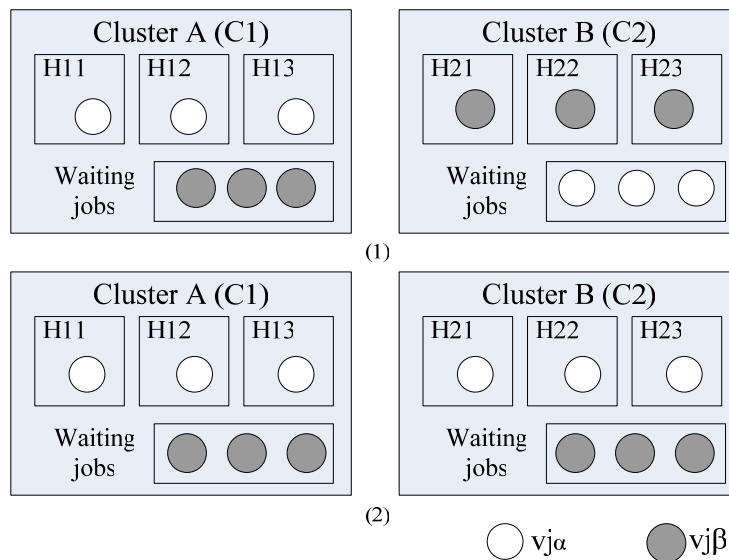 Cluster A (C1)
H11 H12 H13
Waiting
jobs
Cluster B (C2)
H21 H22 H23
Waiting
jobs
(1)
Cluster A (C1)
H11 H12 H13
Waiting
jobs
Cluster B (C2)
H21 H22 H23
Waiting
jobs
(2)
vjα vjβ